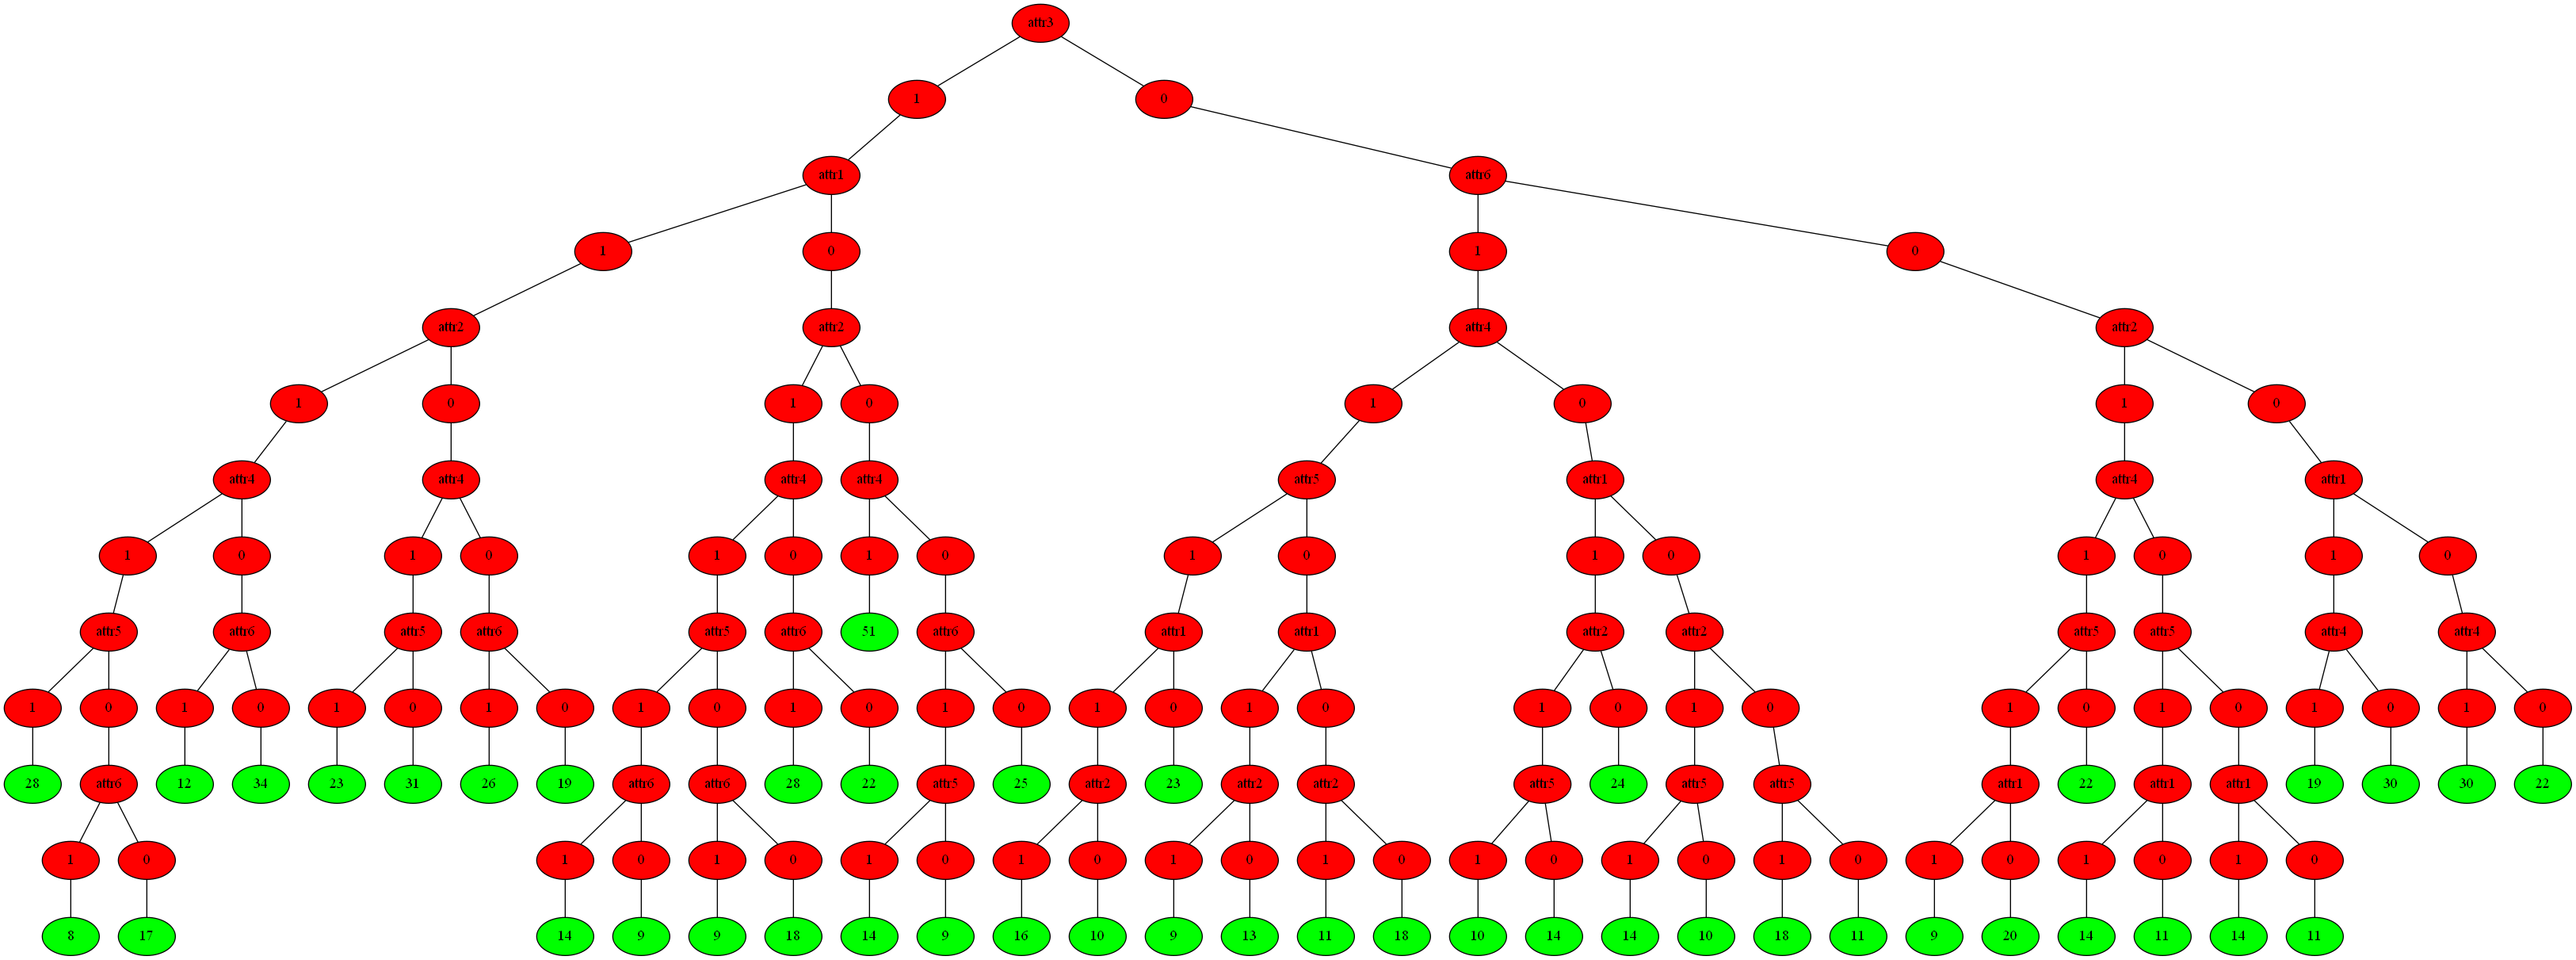 attr3
1 0
attr1 attr6
1 0 1 0
attr2 attr2 attr4 attr2
1 0 1 0 1 0 1 0
attr4 attr4 attr4 attr4 attr5 attr1 attr4 attr1
1 0 1 0 1 0 1 0 1 0 1 0 1 0 1 0
attr5 attr6 attr5 attr6 attr5 attr6 51 attr6 attr1 attr1 attr2 attr2 attr5 attr5 attr4 attr4
1 0 1 0 1 0 1 0 1 0 1 0 1 0 1 0 1 0 1 0 1 0 1 0 1 0 1 0 1 0
28 attr6 12 34 23 31 26 19 attr6 attr6 28 22 attr5 25 attr2 23 attr2 attr2 attr5 24 attr5 attr5 attr1 22 attr1 attr1 19 30 30 22
1 0 1 0 1 0 1 0 1 0 1 0 1 0 1 0 1 0 1 0 1 0 1 0 1 0
8 17 14 9 9 18 14 9 16 10 9 13 11 18 10 14 14 10 18 11 9 20 14 11 14 11